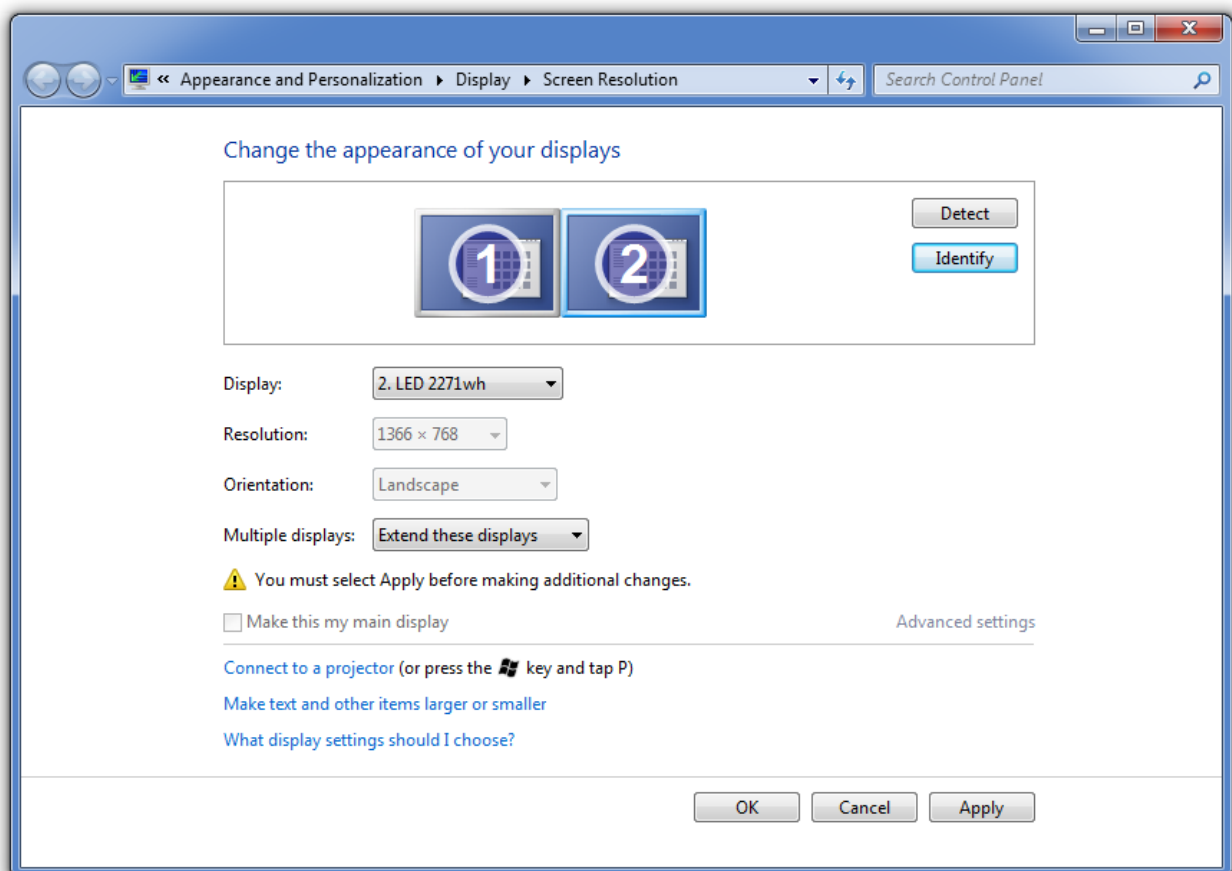 « Appearance and Personalization ▸ Display ▸ Screen Resolution Search Control Panel
Change the appearance of your displays
1 2
Detect
Identify
Display: 2. LED 2271wh
Resolution: 1366 × 768
Orientation: Landscape
Multiple displays: Extend these displays
You must select Apply before making additional changes.
Make this my main display Advanced settings
Connect to a projector (or press the key and tap P)
Make text and other items larger or smaller
What display settings should I choose?
OK Cancel Apply